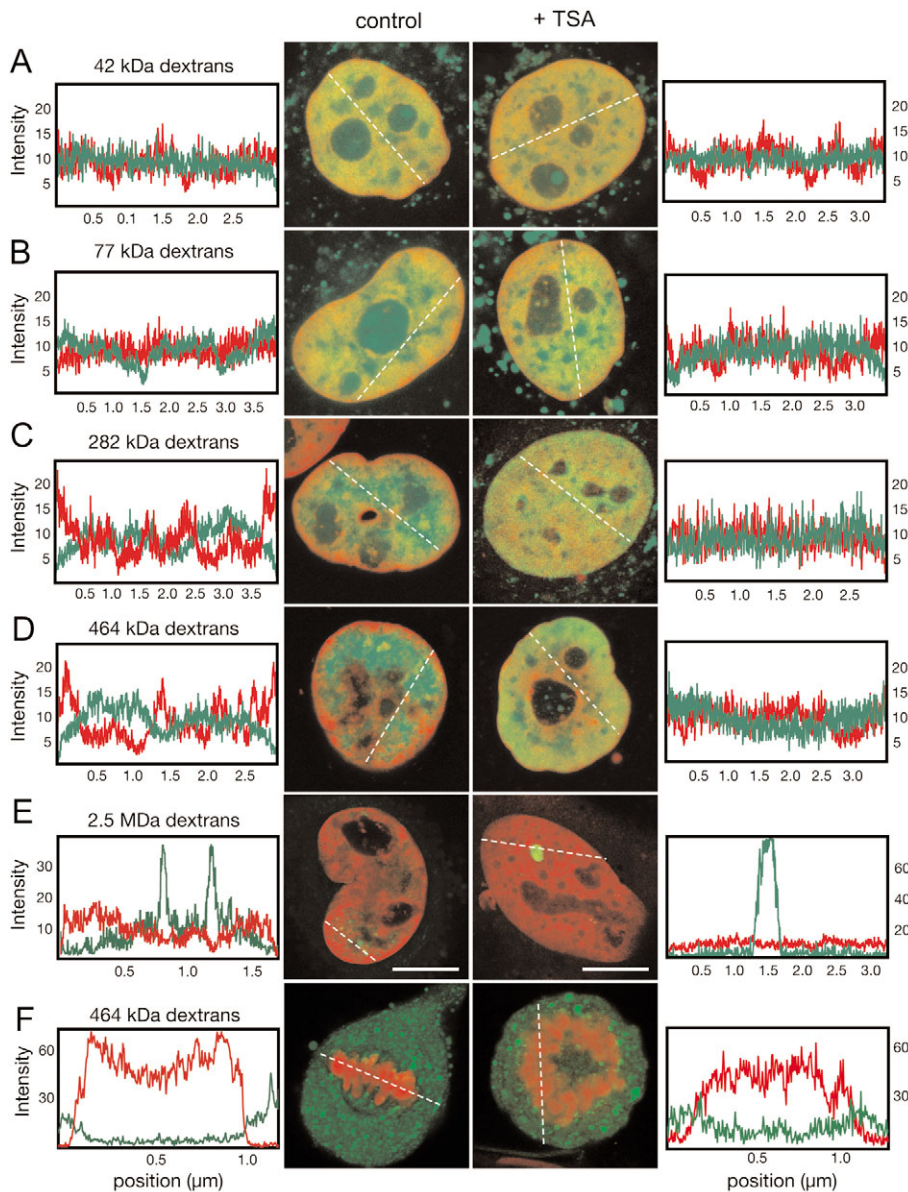 control + TSA
A 42 kDa dextrans
Intensity
20
15
10
5
0.5 0.1 1.5 2.0 2.5
20
15
10
5
0.5 1.0 1.5 2.0 2.5 3.0
B 77 kDa dextrans
Intensity
20
15
10
5
0.5 1.0 1.5 2.0 2.5 3.0 3.5
20
15
10
5
0.5 1.0 1.5 2.0 2.5 3.0
C 282 kDa dextrans
Intensity
20
15
10
5
0.5 1.0 1.5 2.0 2.5 3.0 3.5
20
15
10
5
0.5 1.0 1.5 2.0 2.5
D 464 kDa dextrans
Intensity
20
15
10
5
0.5 1.0 1.5 2.0 2.5
20
15
10
5
0.5 1.0 1.5 2.0 2.5 3.0
E 2.5 MDa dextrans
Intensity
30
20
10
0.5 1.0 1.5
60
40
20
0.5 1.0 1.5 2.0 2.5 3.0
F 464 kDa dextrans
Intensity
60
30
0.5 1.0
position (µm)
60
30
0.5 1.0
position (µm)